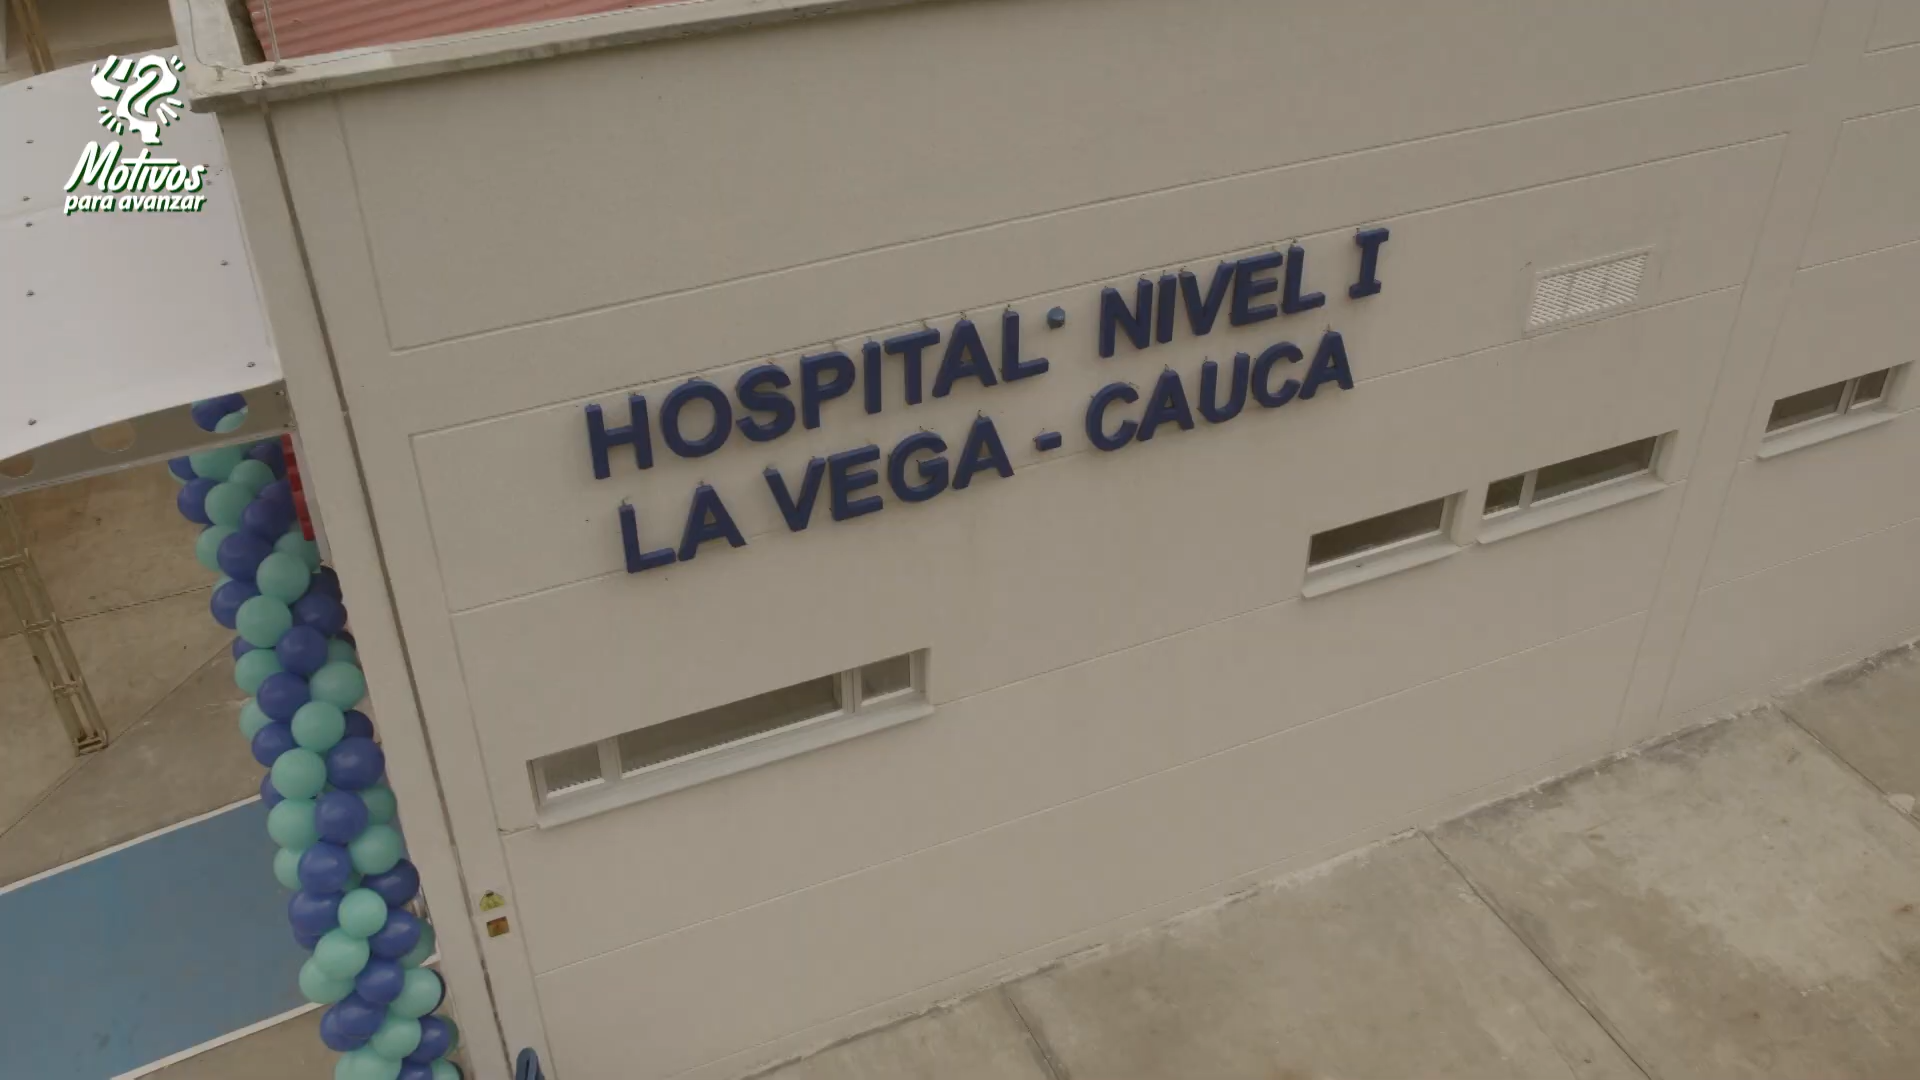 42
Motivos
para avanzar
HOSPITAL NIVEL I
LA VEGA - CAUCA